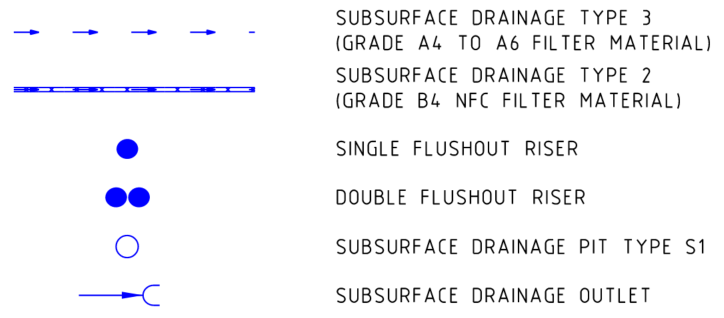 SUBSURFACE DRAINAGE TYPE 3
(GRADE A4 TO A6 FILTER MATERIAL)
SUBSURFACE DRAINAGE TYPE 2
(GRADE B4 NFC FILTER MATERIAL)
SINGLE FLUSHOUT RISER
DOUBLE FLUSHOUT RISER
SUBSURFACE DRAINAGE PIT TYPE S1
SUBSURFACE DRAINAGE OUTLET